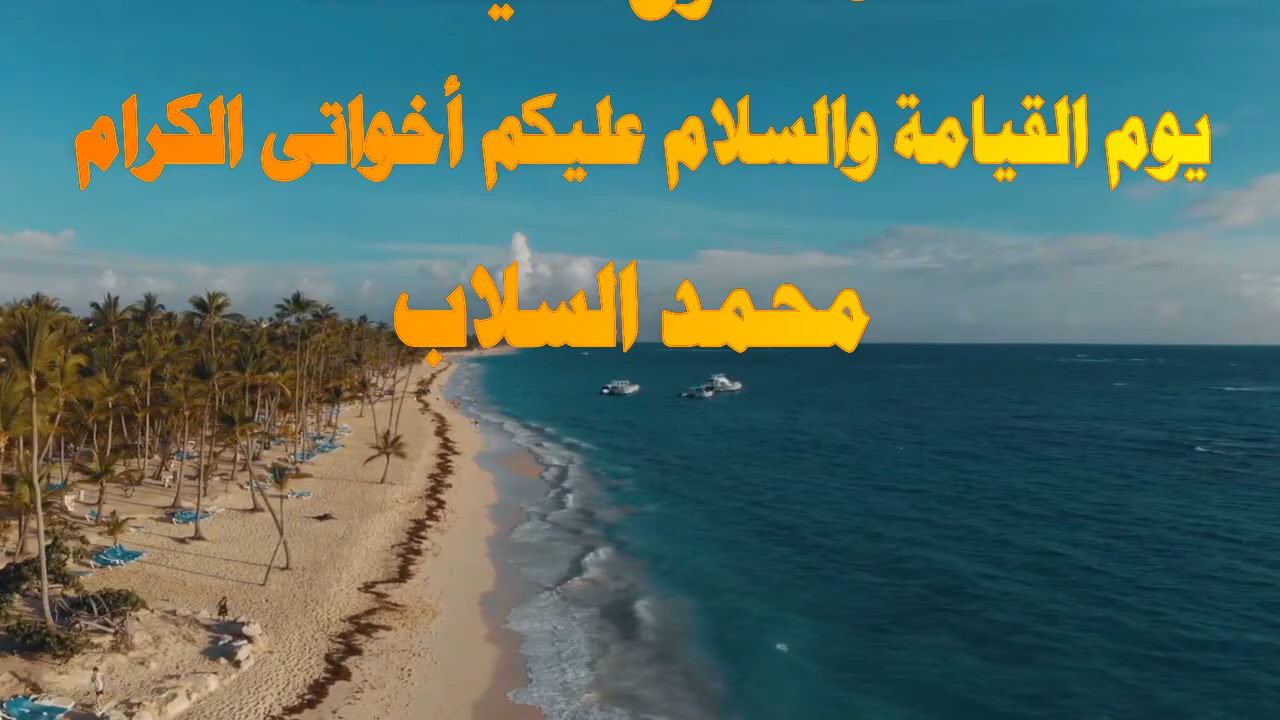 يوم القيامة والسلام عليكم أخواتى الكرام
محمد السلاب